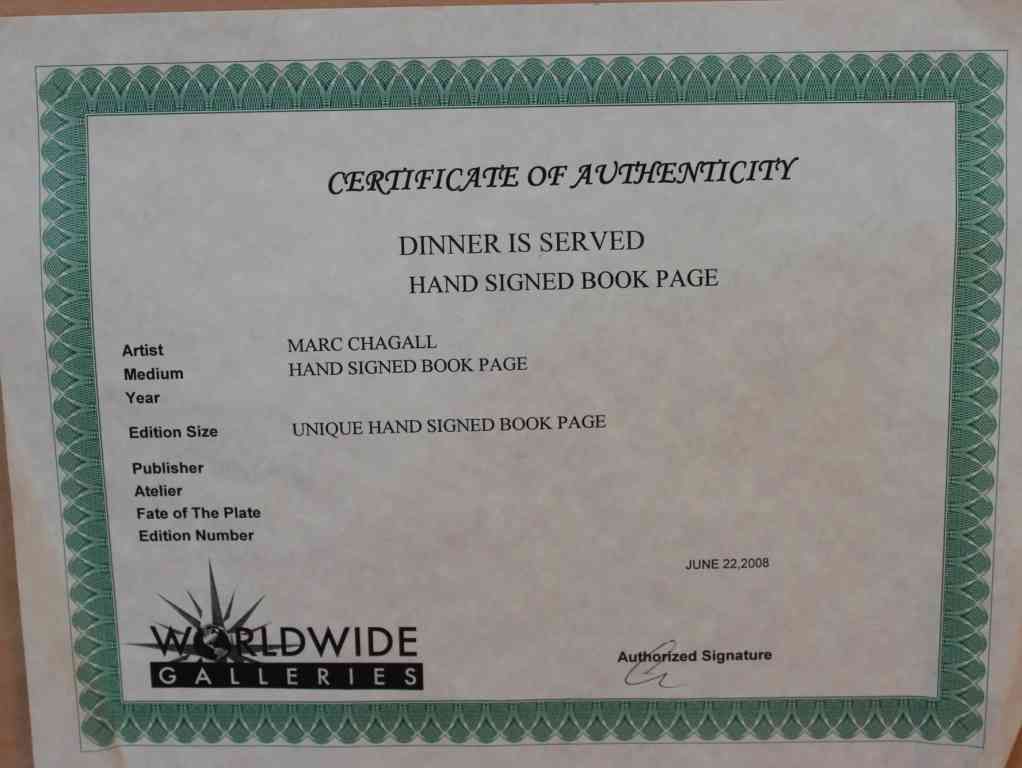 CERTIFICATE OF AUTHENTICITY
DINNER IS SERVED
HAND SIGNED BOOK PAGE
Artist MARC CHAGALL
Medium HAND SIGNED BOOK PAGE
Year
Edition Size UNIQUE HAND SIGNED BOOK PAGE
Publisher
Atelier
Fate of The Plate
Edition Number
JUNE 22,2008
WORLDWIDE
GALLERIES
Authorized Signature